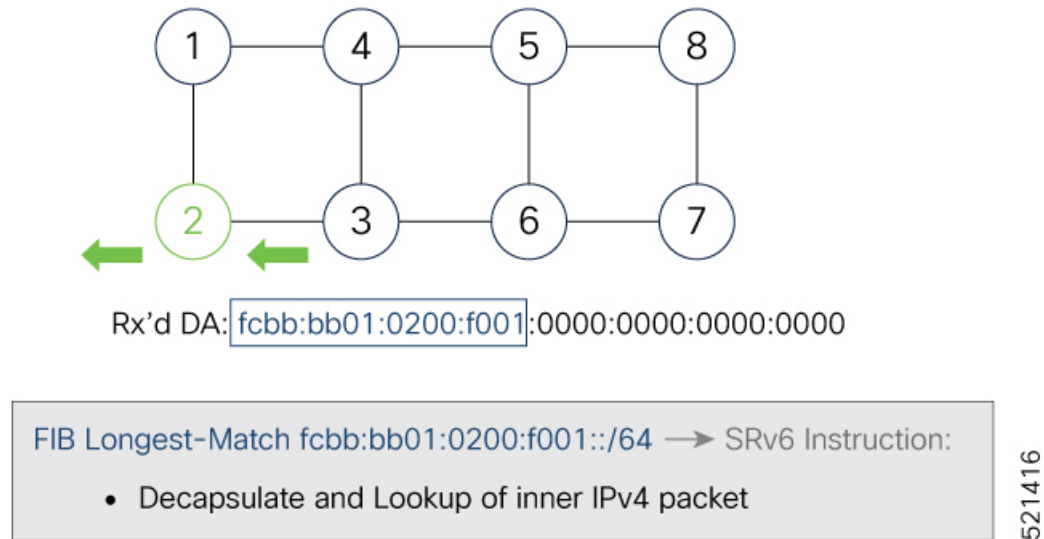 1 4 5 8
2 3 6 7
Rx'd DA: fcbb:bb01:0200:f001:0000:0000:0000:0000
FIB Longest-Match fcbb:bb01:0200:f001::/64 → SRv6 Instruction:
• Decapsulate and Lookup of inner IPv4 packet
521416